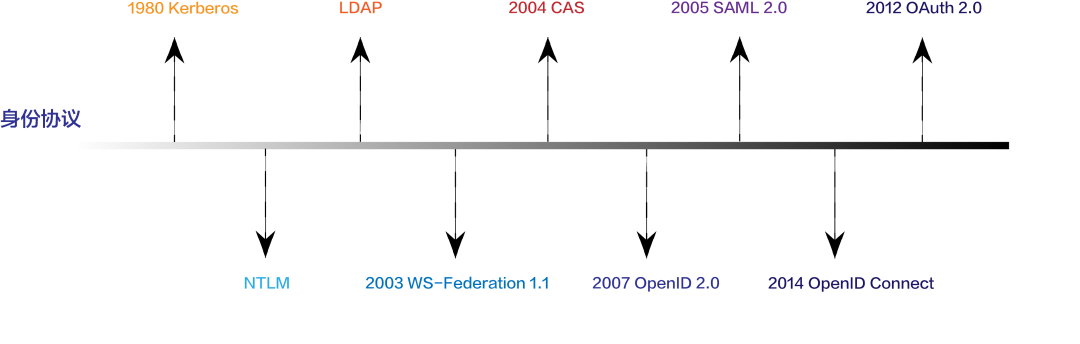 1980 Kerberos
LDAP
2004 CAS
2005 SAML 2.0
2012 OAuth 2.0
身份协议
NTLM
2003 WS-Federation 1.1
2007 OpenID 2.0
2014 OpenID Connect